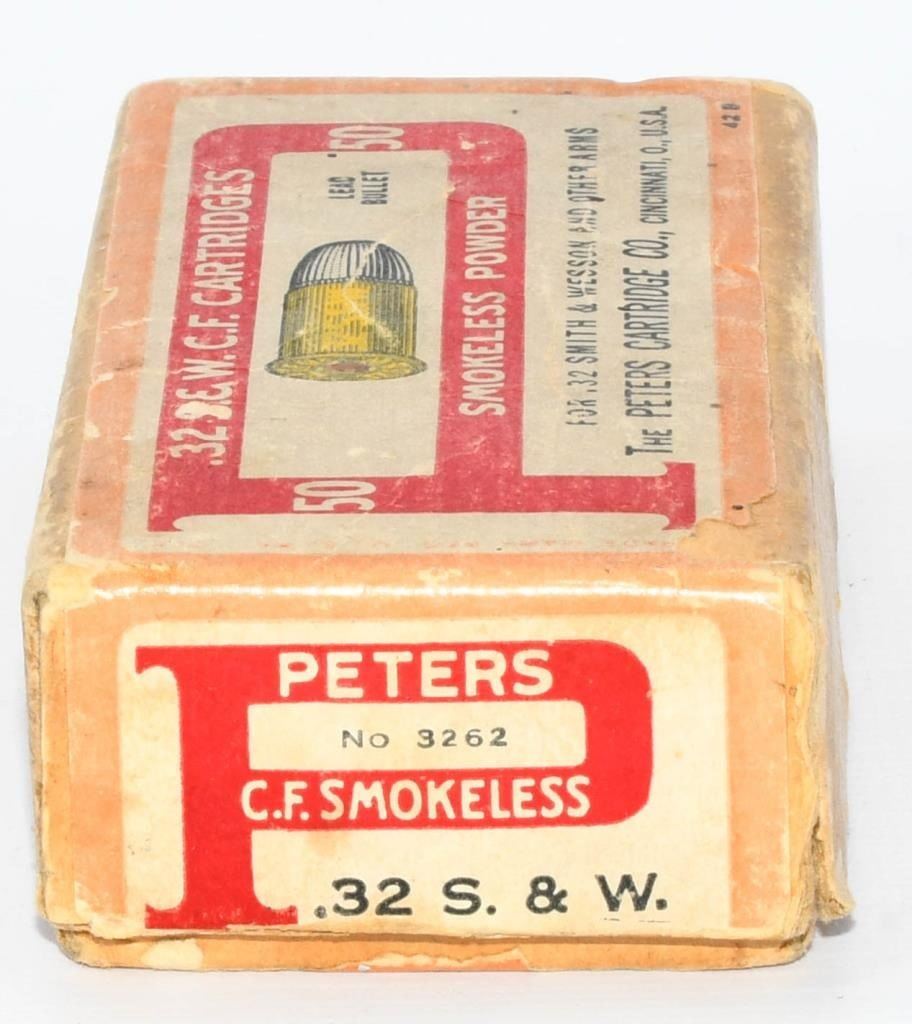 .32 S.& W.C.F. CARTRIDGES
50
50
LEAD
BULLET
SMOKELESS POWDER
FOR .32 SMITH & WESSON AND OTHER ARMS
THE PETERS CARTRIDGE CO., CINCINNATI, O., U.S.A.
42 B
PETERS
No 3262
C.F. SMOKELESS
.32 S. & W.